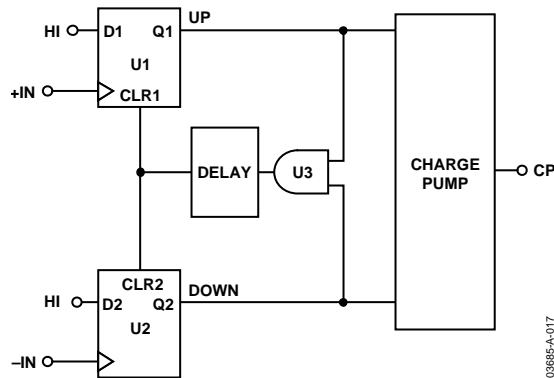 HI
D1
Q1
UP
U1
+IN
CLR1
DELAY
U3
CHARGE
PUMP
CP
CLR2
HI
D2
Q2
DOWN
U2
–IN
03685-A-017